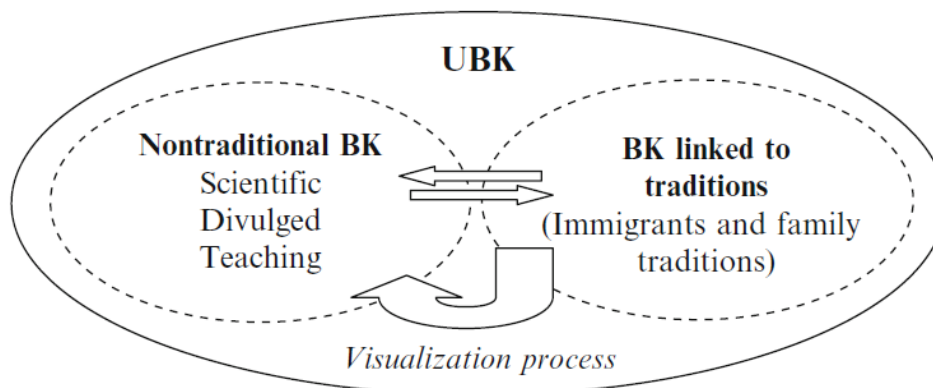 UBK
Nontraditional BK
Scientific
Divulged
Teaching
BK linked to
traditions
(Immigrants and family
traditions)
Visualization process